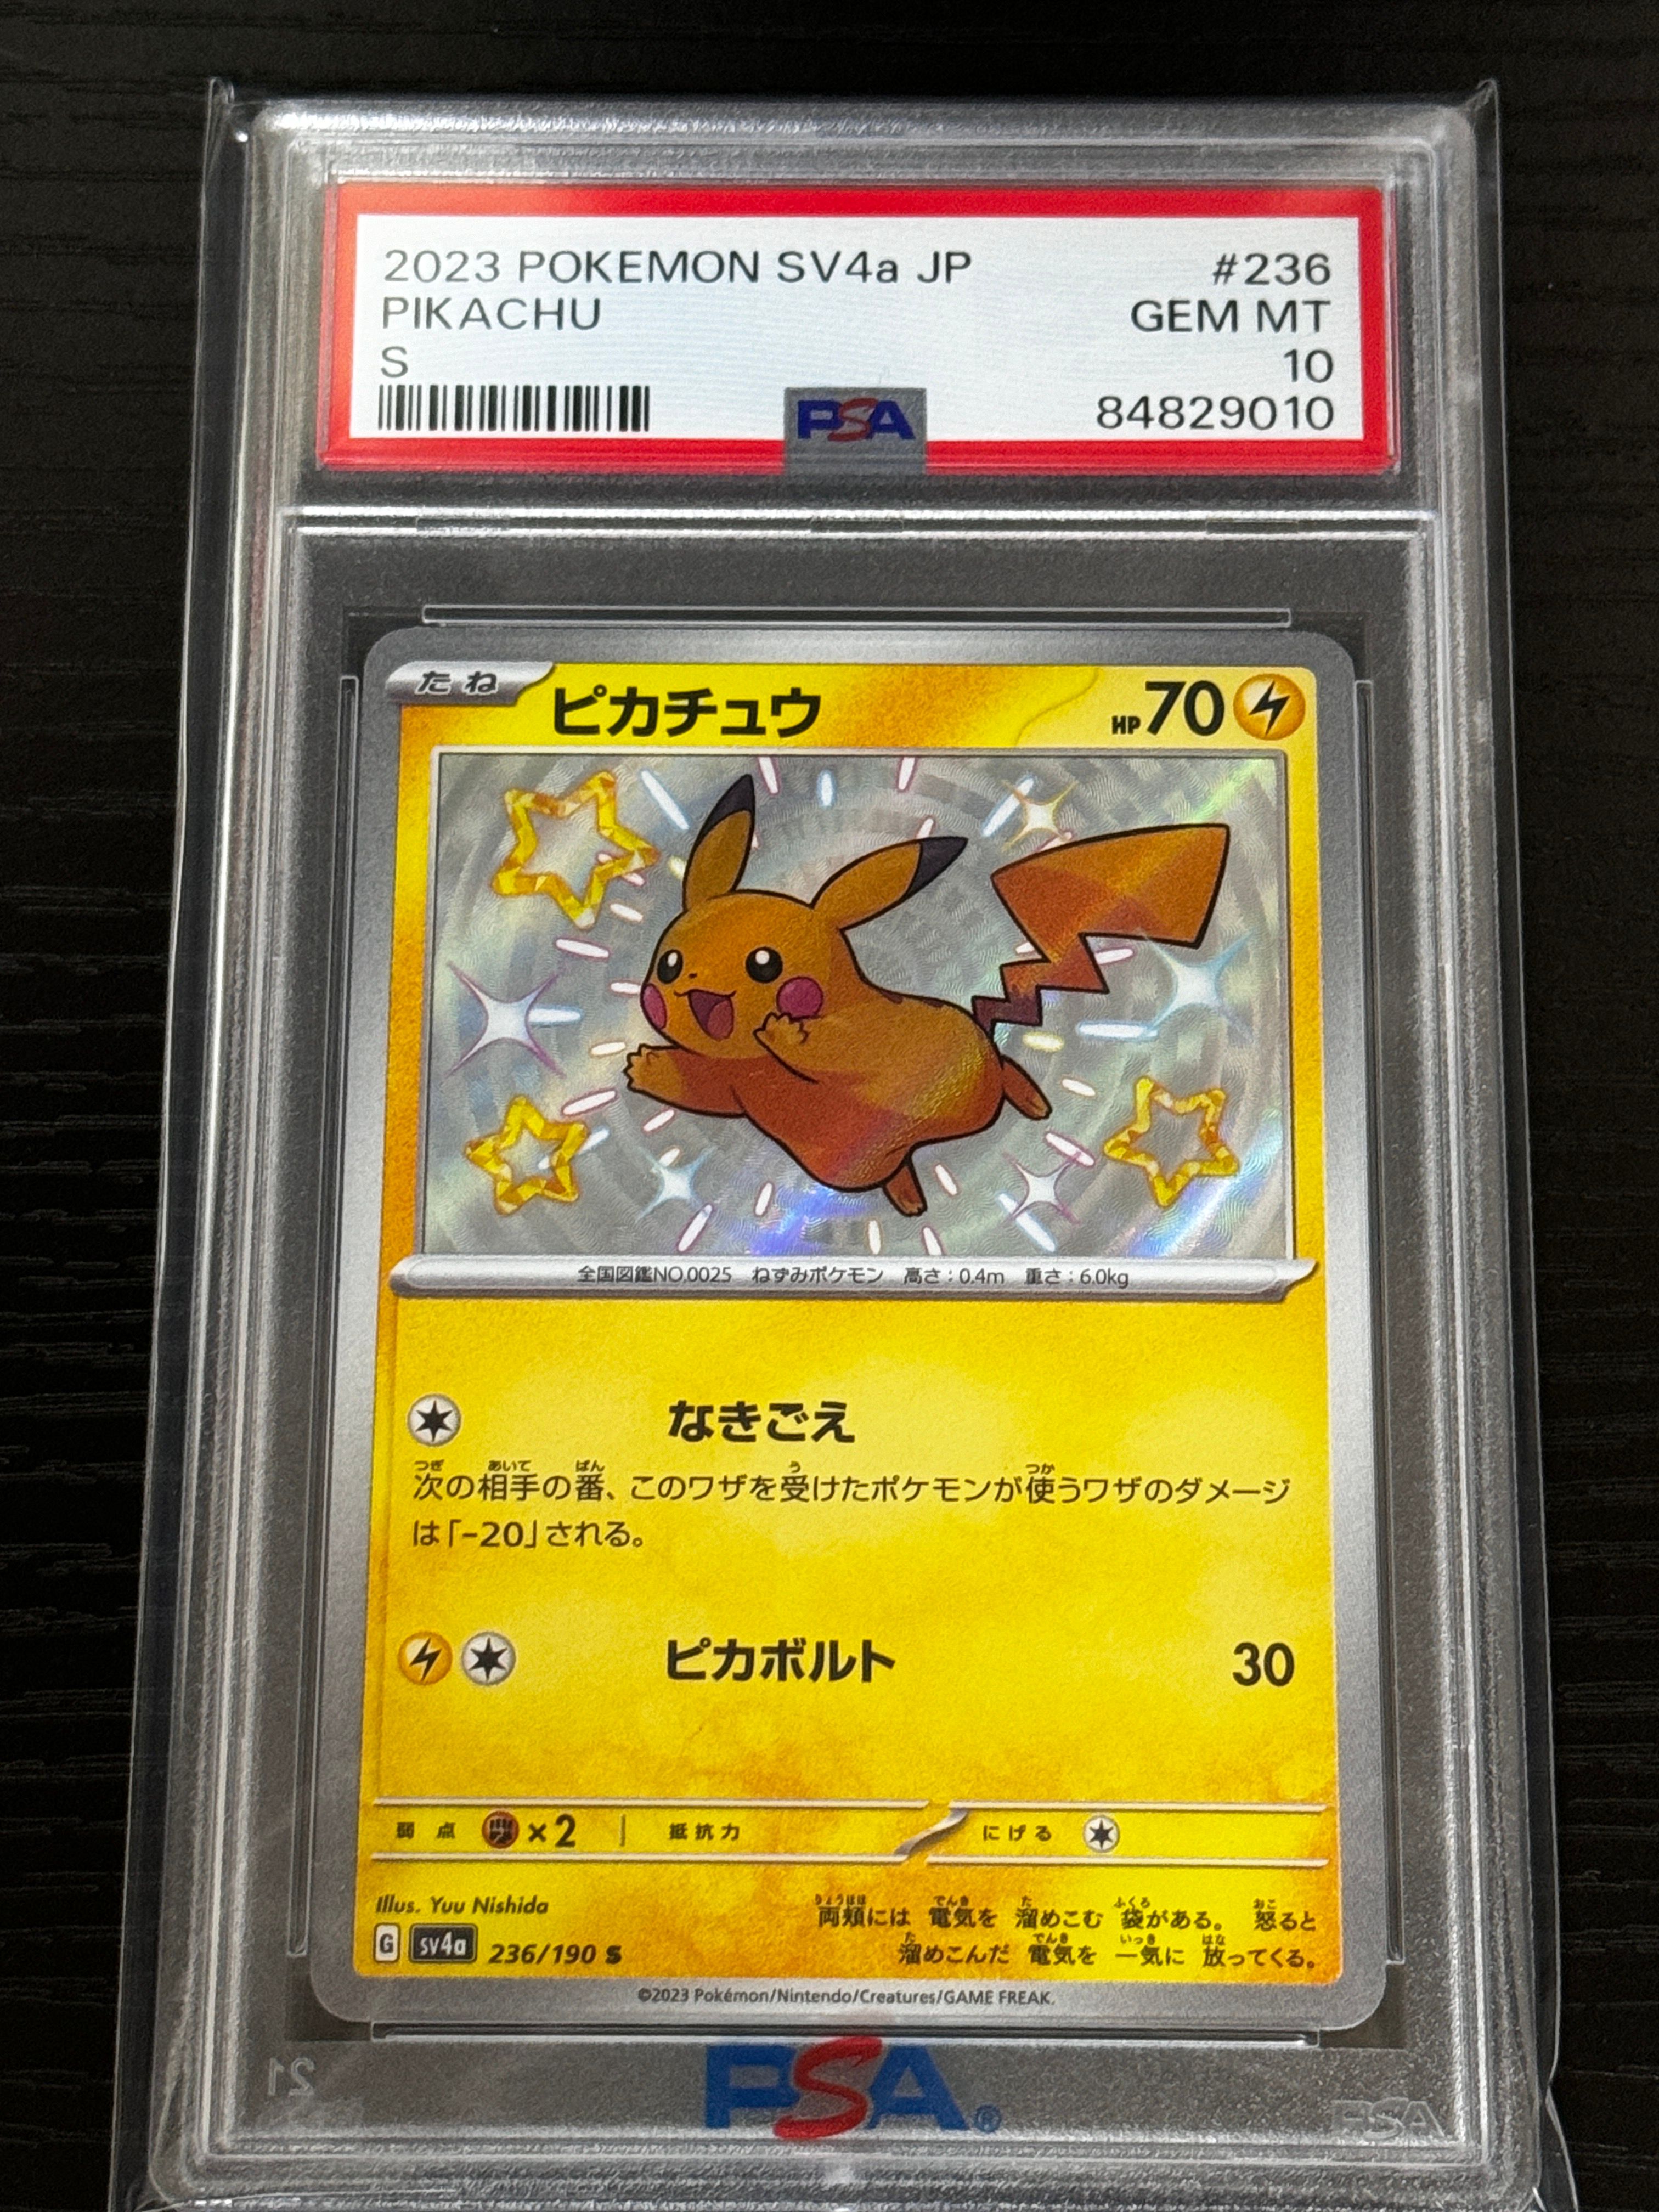 2023 POKEMON SV4a JP #236
PIKACHU GEM MT
S 10
PSA 84829010
たね ピカチュウ HP70
全国図鑑NO.0025 ねずみポケモン 高さ:0.4m 重さ:6.0kg
なきごえ
次の相手の番、このワザを受けたポケモンが使うワザのダメージ
は「-20」される。
ピカボルト 30
弱点 ×2 抵抗力 にげる
Illus. Yuu Nishida
両頬には 電気を 溜めこむ 袋がある。 怒ると
溜めこんだ 電気を 一気に 放ってくる。
G sv4a 236/190 S
©2023 Pokémon/Nintendo/Creatures/GAME FREAK.
PSA®
21
PSA